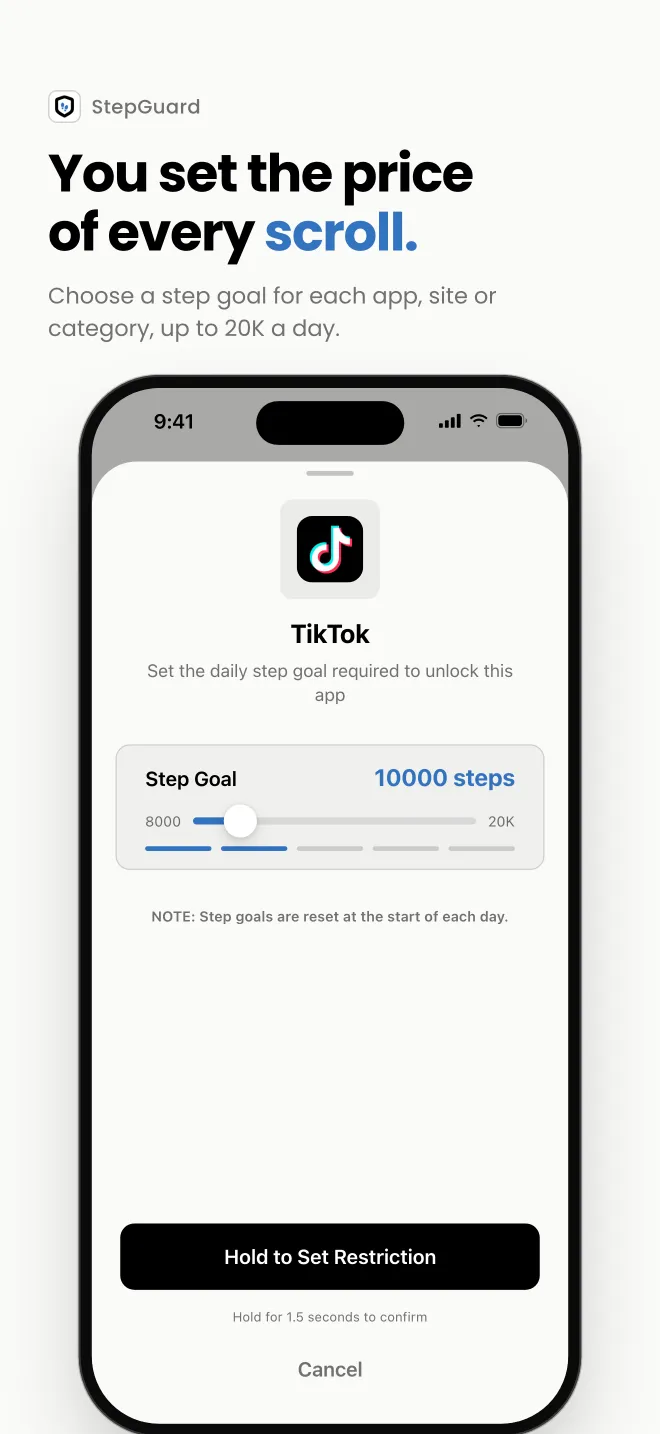 StepGuard
You set the price
of every scroll.
Choose a step goal for each app, site or
category, up to 20K a day.
9:41
TikTok
Set the daily step goal required to unlock this
app
Step Goal 10000 steps
8000 20K
NOTE: Step goals are reset at the start of each day.
Hold to Set Restriction
Hold for 1.5 seconds to confirm
Cancel